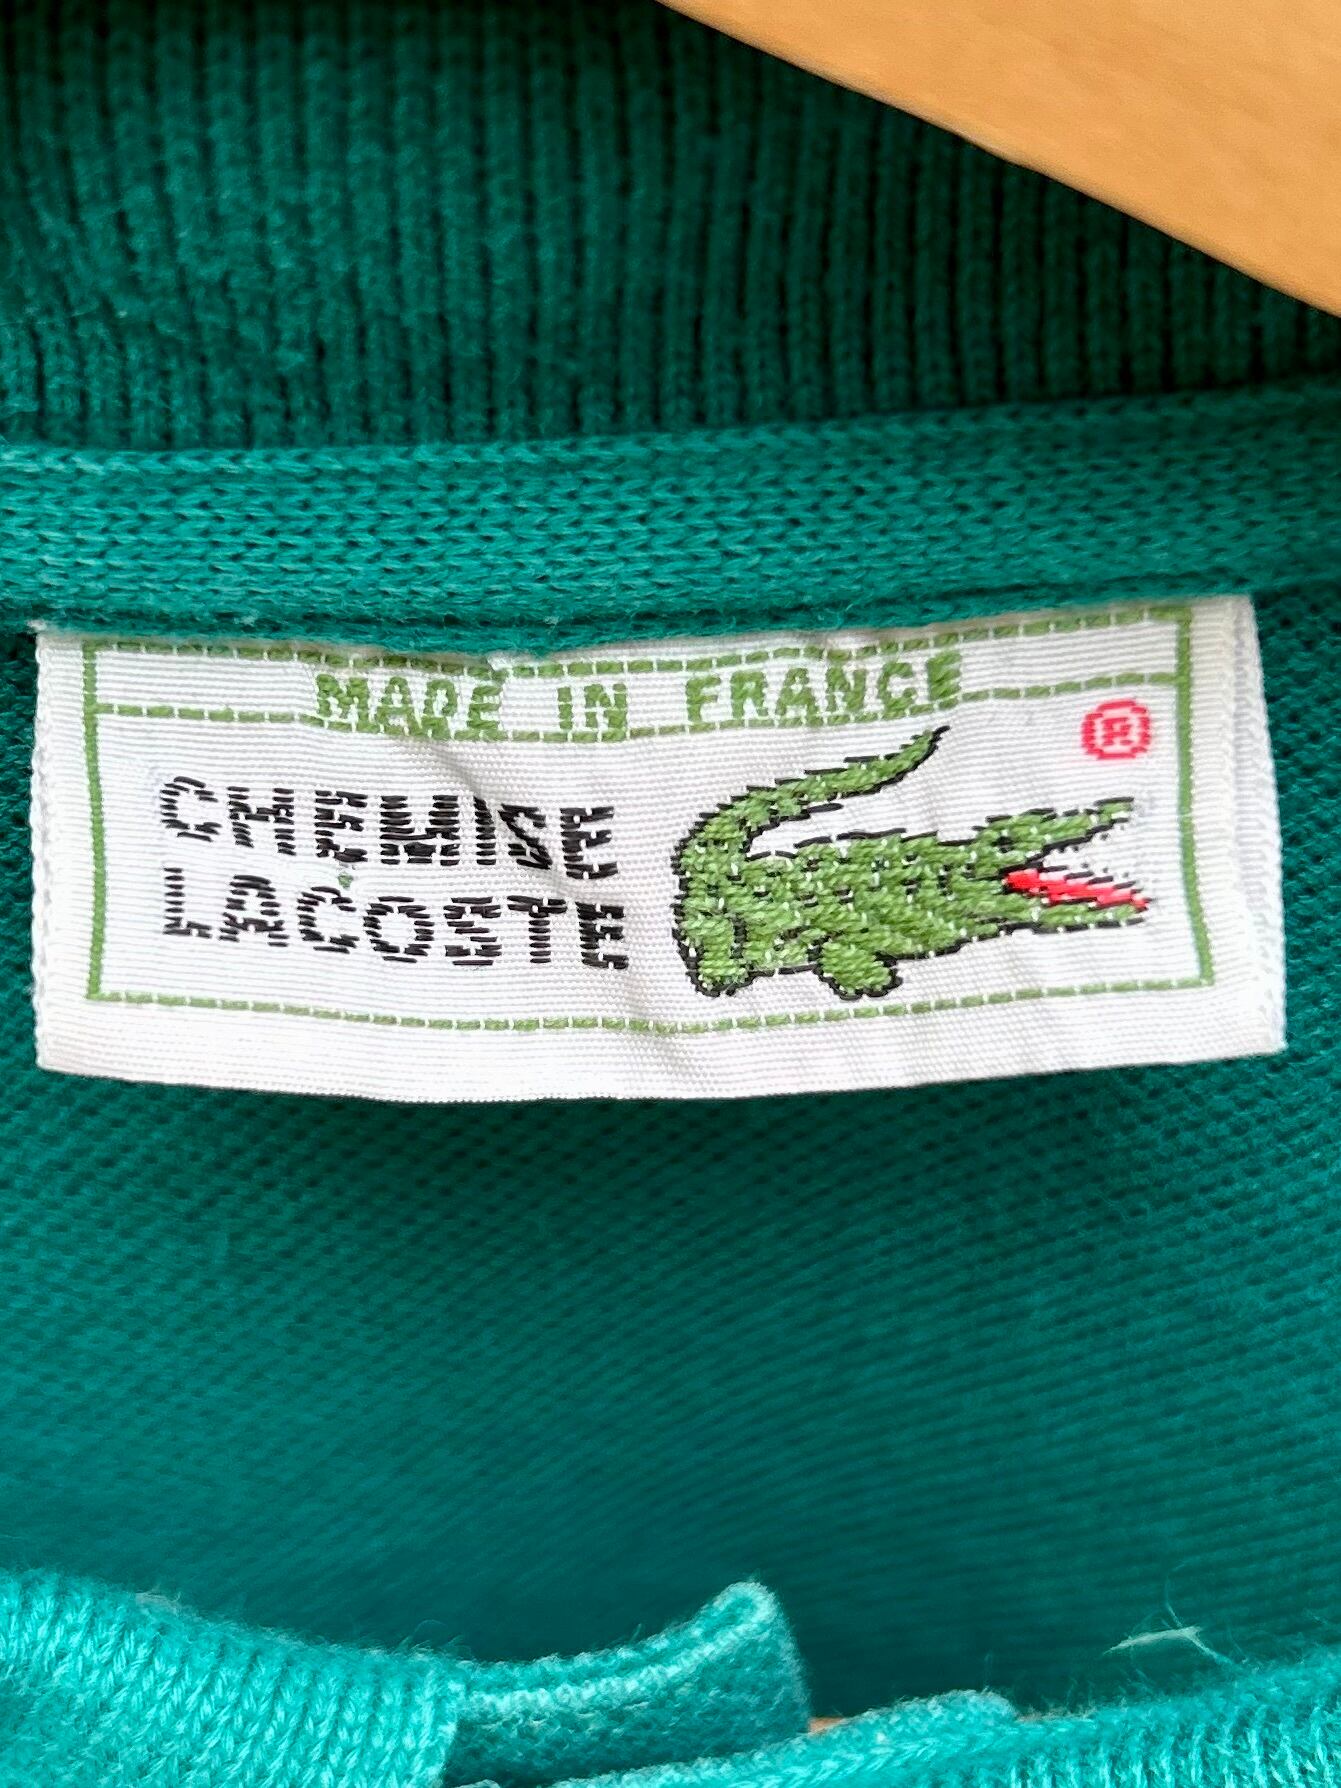 MADE IN FRANCE
®
CHEMISE
LACOSTE